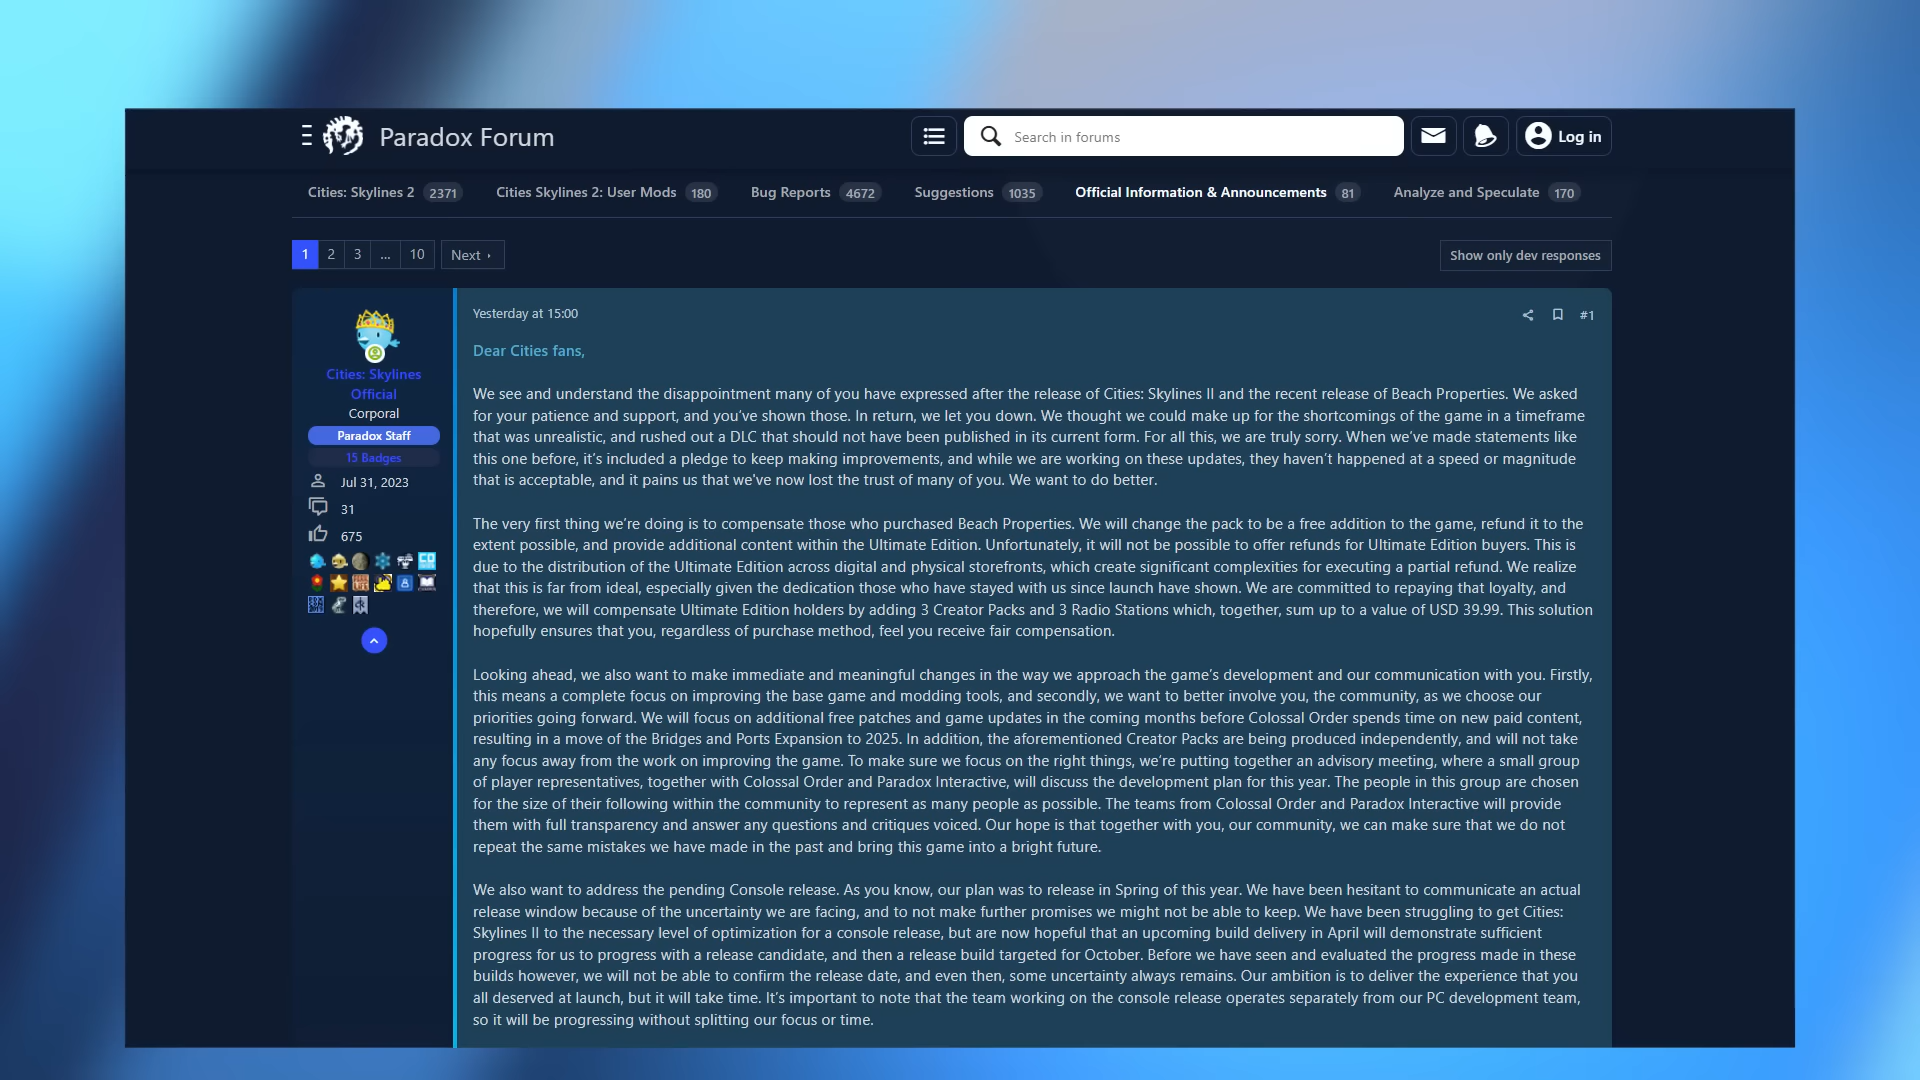 Paradox Forum
Search in forums
Log in
Cities: Skylines 2 2371
Cities Skylines 2: User Mods 180
Bug Reports 4672
Suggestions 1035
Official Information & Announcements 81
Analyze and Speculate 170
1 2 3 ... 10 Next
Show only dev responses
Cities: Skylines
Official
Corporal
Paradox Staff
15 Badges
Jul 31, 2023
31
675
Yesterday at 15:00
#1
Dear Cities fans,
We see and understand the disappointment many of you have expressed after the release of Cities: Skylines II and the recent release of Beach Properties. We asked
for your patience and support, and you've shown those. In return, we let you down. We thought we could make up for the shortcomings of the game in a timeframe
that was unrealistic, and rushed out a DLC that should not have been published in its current form. For all this, we are truly sorry. When we've made statements like
this one before, it's included a pledge to keep making improvements, and while we are working on these updates, they haven't happened at a speed or magnitude
that is acceptable, and it pains us that we've now lost the trust of many of you. We want to do better.
The very first thing we're doing is to compensate those who purchased Beach Properties. We will change the pack to be a free addition to the game, refund it to the
extent possible, and provide additional content within the Ultimate Edition. Unfortunately, it will not be possible to offer refunds for Ultimate Edition buyers. This is
due to the distribution of the Ultimate Edition across digital and physical storefronts, which create significant complexities for executing a partial refund. We realize
that this is far from ideal, especially given the dedication those who have stayed with us since launch have shown. We are committed to repaying that loyalty, and
therefore, we will compensate Ultimate Edition holders by adding 3 Creator Packs and 3 Radio Stations which, together, sum up to a value of USD 39.99. This solution
hopefully ensures that you, regardless of purchase method, feel you receive fair compensation.
Looking ahead, we also want to make immediate and meaningful changes in the way we approach the game's development and our communication with you. Firstly,
this means a complete focus on improving the base game and modding tools, and secondly, we want to better involve you, the community, as we choose our
priorities going forward. We will focus on additional free patches and game updates in the coming months before Colossal Order spends time on new paid content,
resulting in a move of the Bridges and Ports Expansion to 2025. In addition, the aforementioned Creator Packs are being produced independently, and will not take
any focus away from the work on improving the game. To make sure we focus on the right things, we're putting together an advisory meeting, where a small group
of player representatives, together with Colossal Order and Paradox Interactive, will discuss the development plan for this year. The people in this group are chosen
for the size of their following within the community to represent as many people as possible. The teams from Colossal Order and Paradox Interactive will provide
them with full transparency and answer any questions and critiques voiced. Our hope is that together with you, our community, we can make sure that we do not
repeat the same mistakes we have made in the past and bring this game into a bright future.
We also want to address the pending Console release. As you know, our plan was to release in Spring of this year. We have been hesitant to communicate an actual
release window because of the uncertainty we are facing, and to not make further promises we might not be able to keep. We have been struggling to get Cities:
Skylines II to the necessary level of optimization for a console release, but are now hopeful that an upcoming build delivery in April will demonstrate sufficient
progress for us to progress with a release candidate, and then a release build targeted for October. Before we have seen and evaluated the progress made in these
builds however, we will not be able to confirm the release date, and even then, some uncertainty always remains. Our ambition is to deliver the experience that you
all deserved at launch, but it will take time. It's important to note that the team working on the console release operates separately from our PC development team,
so it will be progressing without splitting our focus or time.